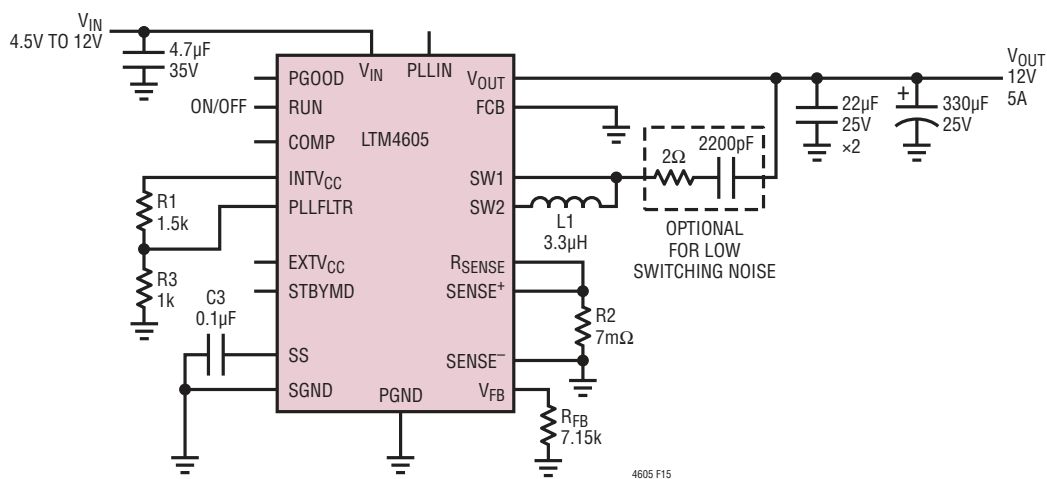 VIN
4.5V TO 12V
4.7µF
35V
VIN
PLLIN
PGOOD
RUN
ON/OFF
COMP
LTM4605
INTVCC
PLLFLTR
R1
1.5k
EXTVCC
STBYMD
R3
1k
C3
0.1µF
SS
SGND
PGND
VOUT
FCB
SW1
SW2
RSENSE
SENSE+
SENSE–
VFB
L1
3.3µH
2Ω
2200pF
OPTIONAL
FOR LOW
SWITCHING NOISE
R2
7mΩ
RFB
7.15k
22µF
25V
×2
+
330µF
25V
VOUT
12V
5A
4605 F15